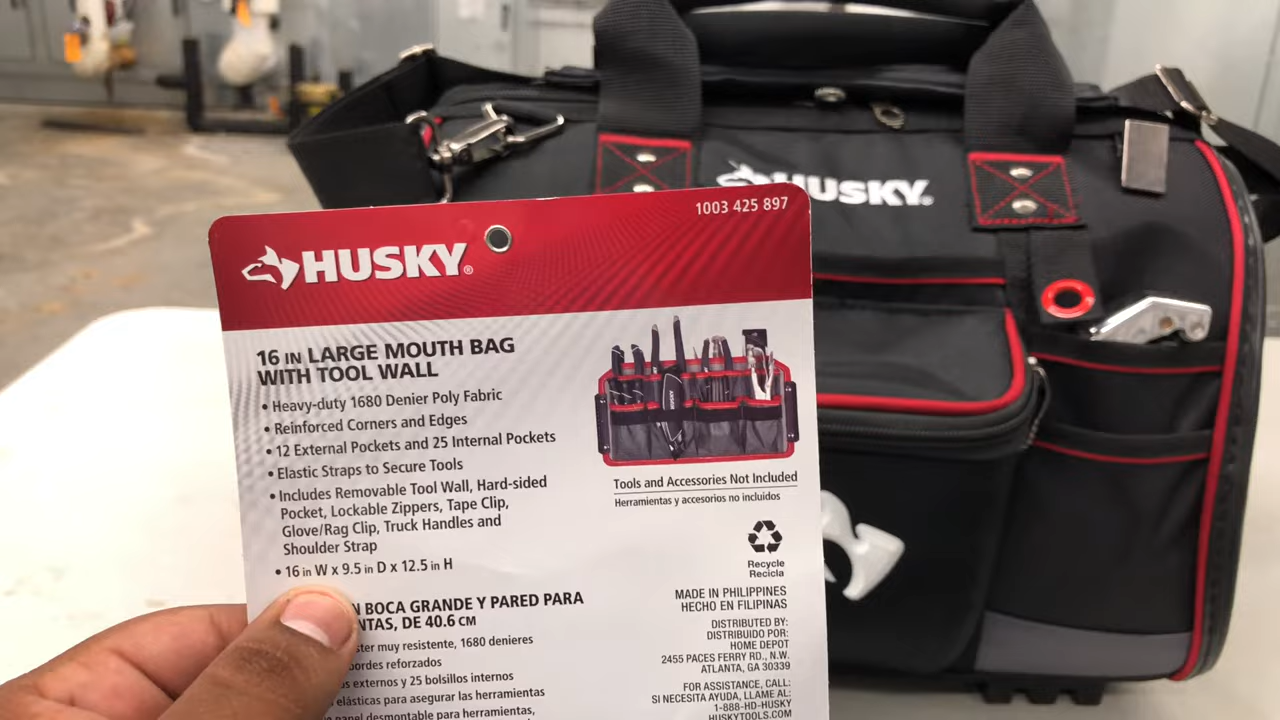 HUSKY®
1003 425 897
HUSKY®
16 IN LARGE MOUTH BAG
WITH TOOL WALL
• Heavy-duty 1680 Denier Poly Fabric
• Reinforced Corners and Edges
• 12 External Pockets and 25 Internal Pockets
• Elastic Straps to Secure Tools
• Includes Removable Tool Wall, Hard-sided
Pocket, Lockable Zippers, Tape Clip,
Glove/Rag Clip, Truck Handles and
Shoulder Strap
• 16 in W x 9.5 in D x 12.5 in H
HUSKY
Tools and Accessories Not Included
Herramientas y accesorios no incluidos
Recycle
Recicla
N BOCA GRANDE Y PARED PARA
NTAS, DE 40.6 CM
ster muy resistente, 1680 denieres
bordes reforzados
s externos y 25 bolsillos internos
elásticas para asegurar las herramientas
panel desmontable para herramientas,
MADE IN PHILIPPINES
HECHO EN FILIPINAS
DISTRIBUTED BY:
DISTRIBUIDO POR:
HOME DEPOT
2455 PACES FERRY RD., N.W.
ATLANTA, GA 30339
FOR ASSISTANCE, CALL:
SI NECESITA AYUDA, LLAME AL:
1-888-HD-HUSKY
HUSKYTOOLS.COM